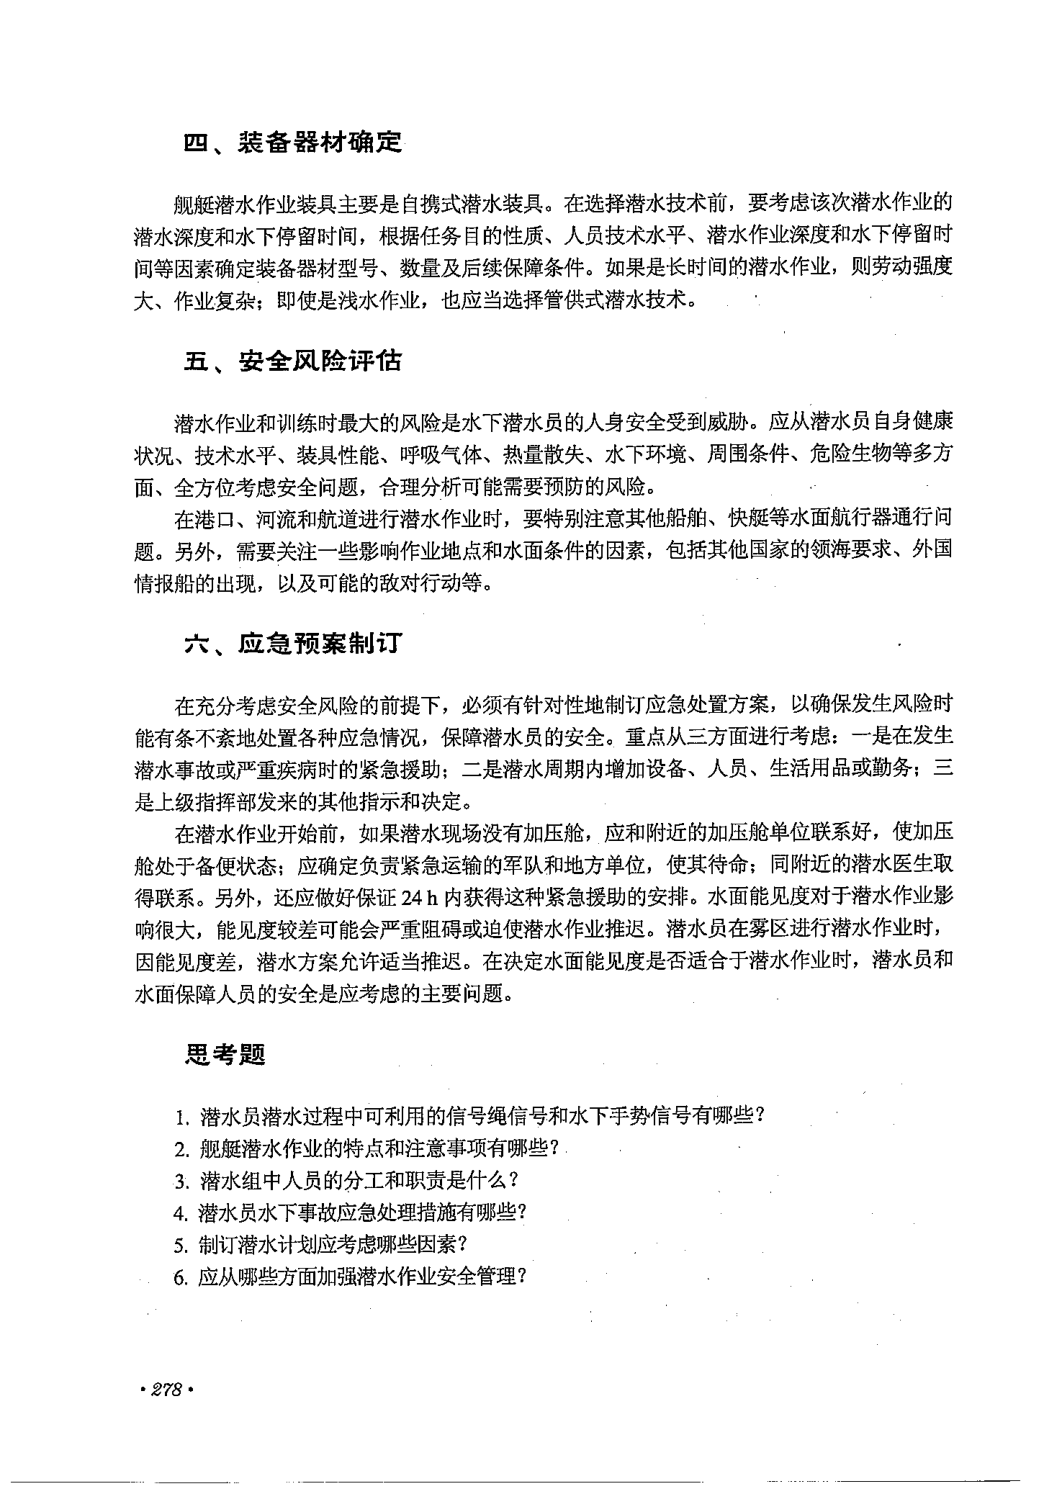 四、装备器材确定
舰艇潜水作业装具主要是自携式潜水装具。在选择潜水技术前，要考虑该次潜水作业的
潜水深度和水下停留时间，根据任务目的性质、人员技术水平、潜水作业深度和水下停留时
间等因素确定装备器材型号、数量及后续保障条件。如果是长时间的潜水作业，则劳动强度
大、作业复杂；即使是浅水作业，也应当选择管供式潜水技术。
五、安全风险评估
潜水作业和训练时最大的风险是水下潜水员的人身安全受到威胁。应从潜水员自身健康
状况、技术水平、装具性能、呼吸气体、热量散失、水下环境、周围条件、危险生物等多方
面、全方位考虑安全问题，合理分析可能需要预防的风险。
在港口、河流和航道进行潜水作业时，要特别注意其他船舶、快艇等水面航行器通行问
题。另外，需要关注一些影响作业地点和水面条件的因素，包括其他国家的领海要求、外国
情报船的出现，以及可能的敌对行动等。
六、应急预案制订
在充分考虑安全风险的前提下，必须有针对性地制订应急处置方案，以确保发生风险时
能有条不紊地处置各种应急情况，保障潜水员的安全。重点从三方面进行考虑：一是在发生
潜水事故或严重疾病时的紧急援助；二是潜水周期内增加设备、人员、生活用品或勤务；三
是上级指挥部发来的其他指示和决定。
在潜水作业开始前，如果潜水现场没有加压舱，应和附近的加压舱单位联系好，使加压
舱处于备便状态；应确定负责紧急运输的军队和地方单位，使其待命；同附近的潜水医生取
得联系。另外，还应做好保证 24 h 内获得这种紧急援助的安排。水面能见度对于潜水作业影
响很大，能见度较差可能会严重阻碍或迫使潜水作业推迟。潜水员在雾区进行潜水作业时，
因能见度差，潜水方案允许适当推迟。在决定水面能见度是否适合于潜水作业时，潜水员和
水面保障人员的安全是应考虑的主要问题。
思考题
1. 潜水员潜水过程中可利用的信号绳信号和水下手势信号有哪些？
2. 舰艇潜水作业的特点和注意事项有哪些？
3. 潜水组中人员的分工和职责是什么？
4. 潜水员水下事故应急处理措施有哪些？
5. 制订潜水计划应考虑哪些因素？
6. 应从哪些方面加强潜水作业安全管理？
·278·